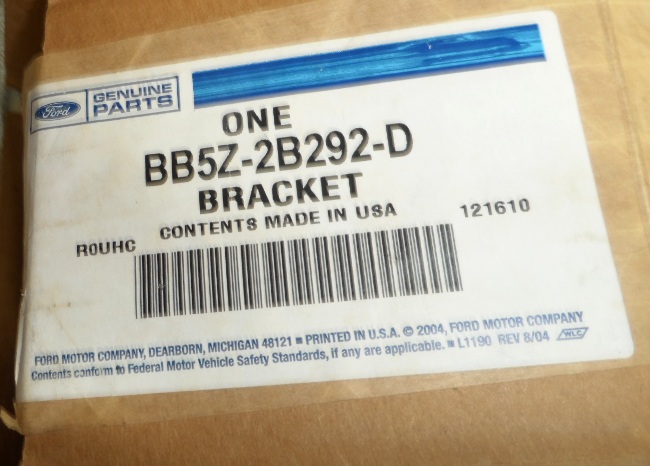 Ford GENUINE PARTS
ONE
BB5Z-2B292-D
BRACKET
CONTENTS MADE IN USA
121610
R0UHC
FORD MOTOR COMPANY, DEARBORN, MICHIGAN 48121 ■ PRINTED IN U.S.A. © 2004, FORD MOTOR COMPANY
Contents conform to Federal Motor Vehicle Safety Standards, if any are applicable. ■ L1190 REV 8/04 WLC